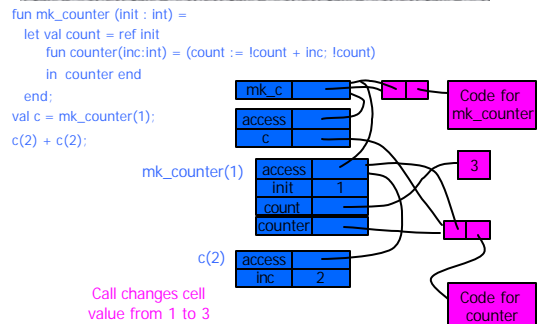 fun mk_counter (init : int) =
let val count = ref init
fun counter(inc:int) = (count := !count + inc; !count)
in counter end
end;
val c = mk_counter(1);
c(2) + c(2);
mk_c
Code for
mk_counter
access
c
mk_counter(1)
access
init 1
count
counter
3
c(2)
access
inc 2
Call changes cell
value from 1 to 3
Code for
counter